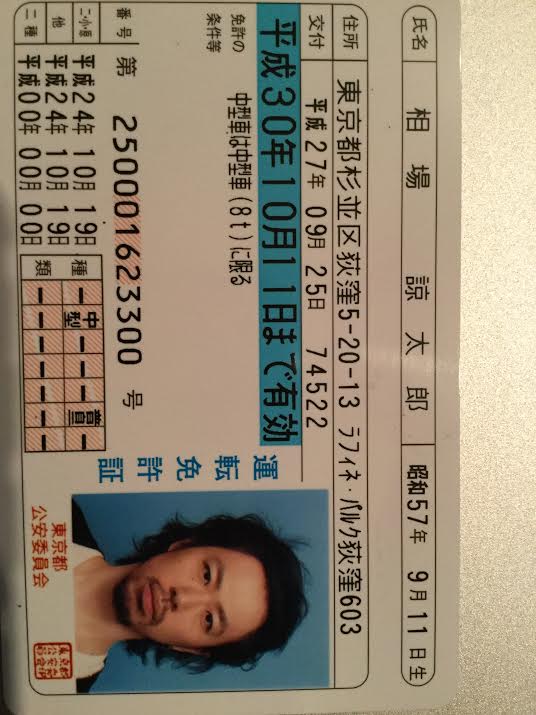 氏名 相場 諒太郎 昭和57年 9月11日生
住所 東京都杉並区荻窪5-20-13 ラフィネ・パルク荻窪603
交付 平成27年09月25日 74522
平成30年10月11日まで有効
免許の
条件等
中型車は中型車(8t)に限る
番号 第 250001623300 号
二・小・原 平成24年10月19日
他 平成24年10月19日
二種 平成00年00月00日
種類
中型
普自二
運転免許証
東京都
公安委員会